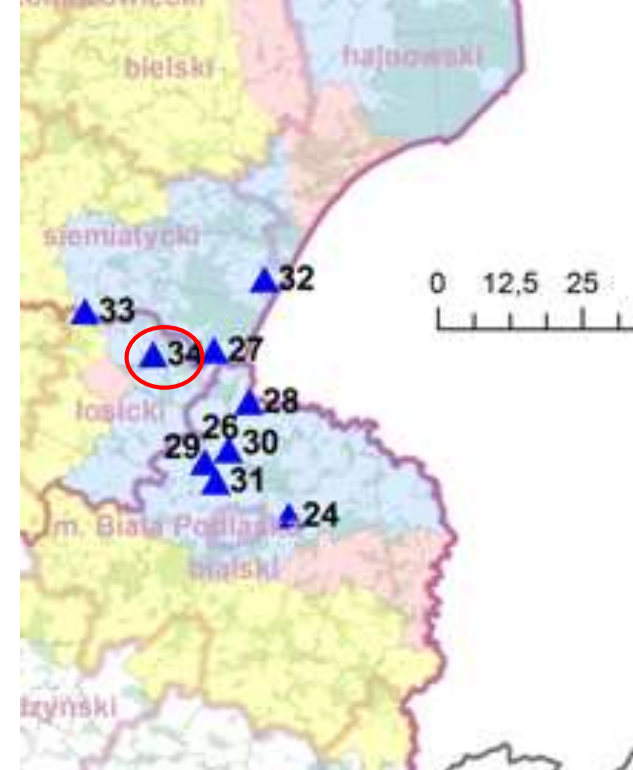 bielski
hajnowski
siemiatycki
32
0 12,5 25
33
34
27
łosicki
28
26
29
30
31
24
m. Biała Podlaska
bialski